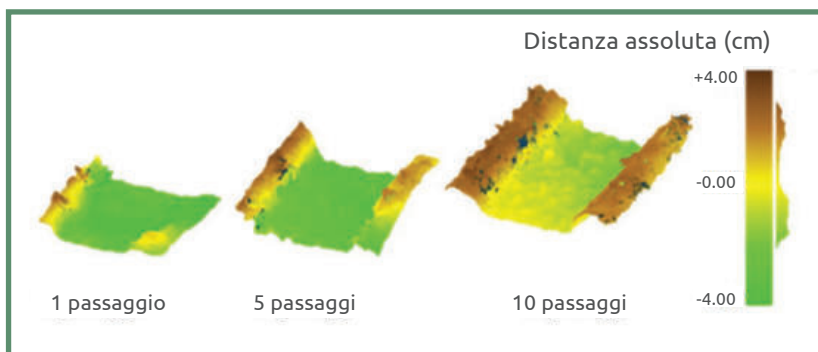 Distanza assoluta (cm)
+4.00
-0.00
-4.00
1 passaggio
5 passaggi
10 passaggi